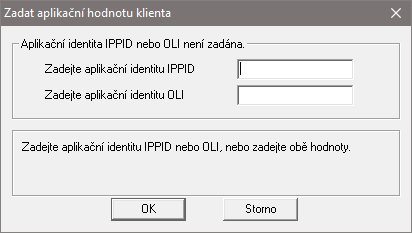 Zadat aplikační hodnotu klienta
Aplikační identita IPPID nebo OLI není zadána.
Zadejte aplikační identitu IPPID
Zadejte aplikační identitu OLI
Zadejte aplikační identitu IPPID nebo OLI, nebo zadejte obě hodnoty.
OK
Storno